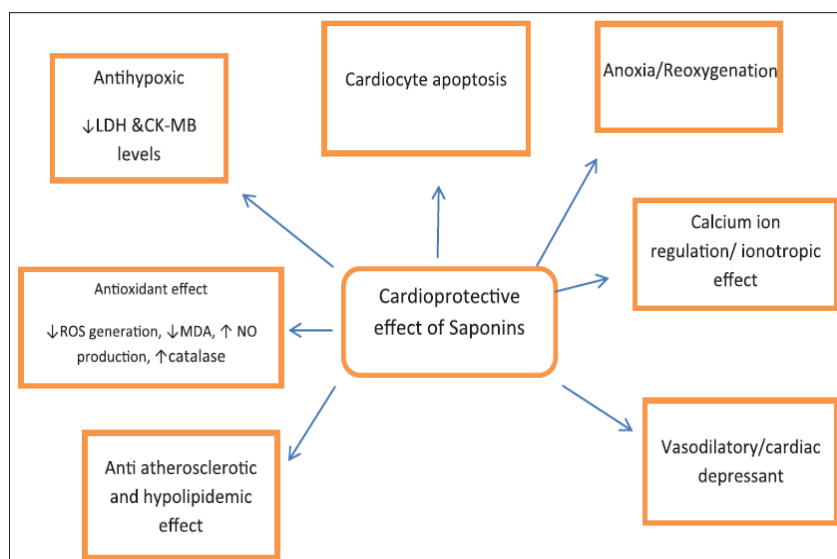 Antihypoxic
↓LDH &CK-MB
levels
Cardiocyte apoptosis
Anoxia/Reoxygenation
Calcium ion
regulation/ ionotropic
effect
Antioxidant effect
↓ROS generation, ↓MDA, ↑ NO
production, ↑catalase
Cardioprotective
effect of Saponins
Anti atherosclerotic
and hypolipidemic
effect
Vasodilatory/cardiac
depressant